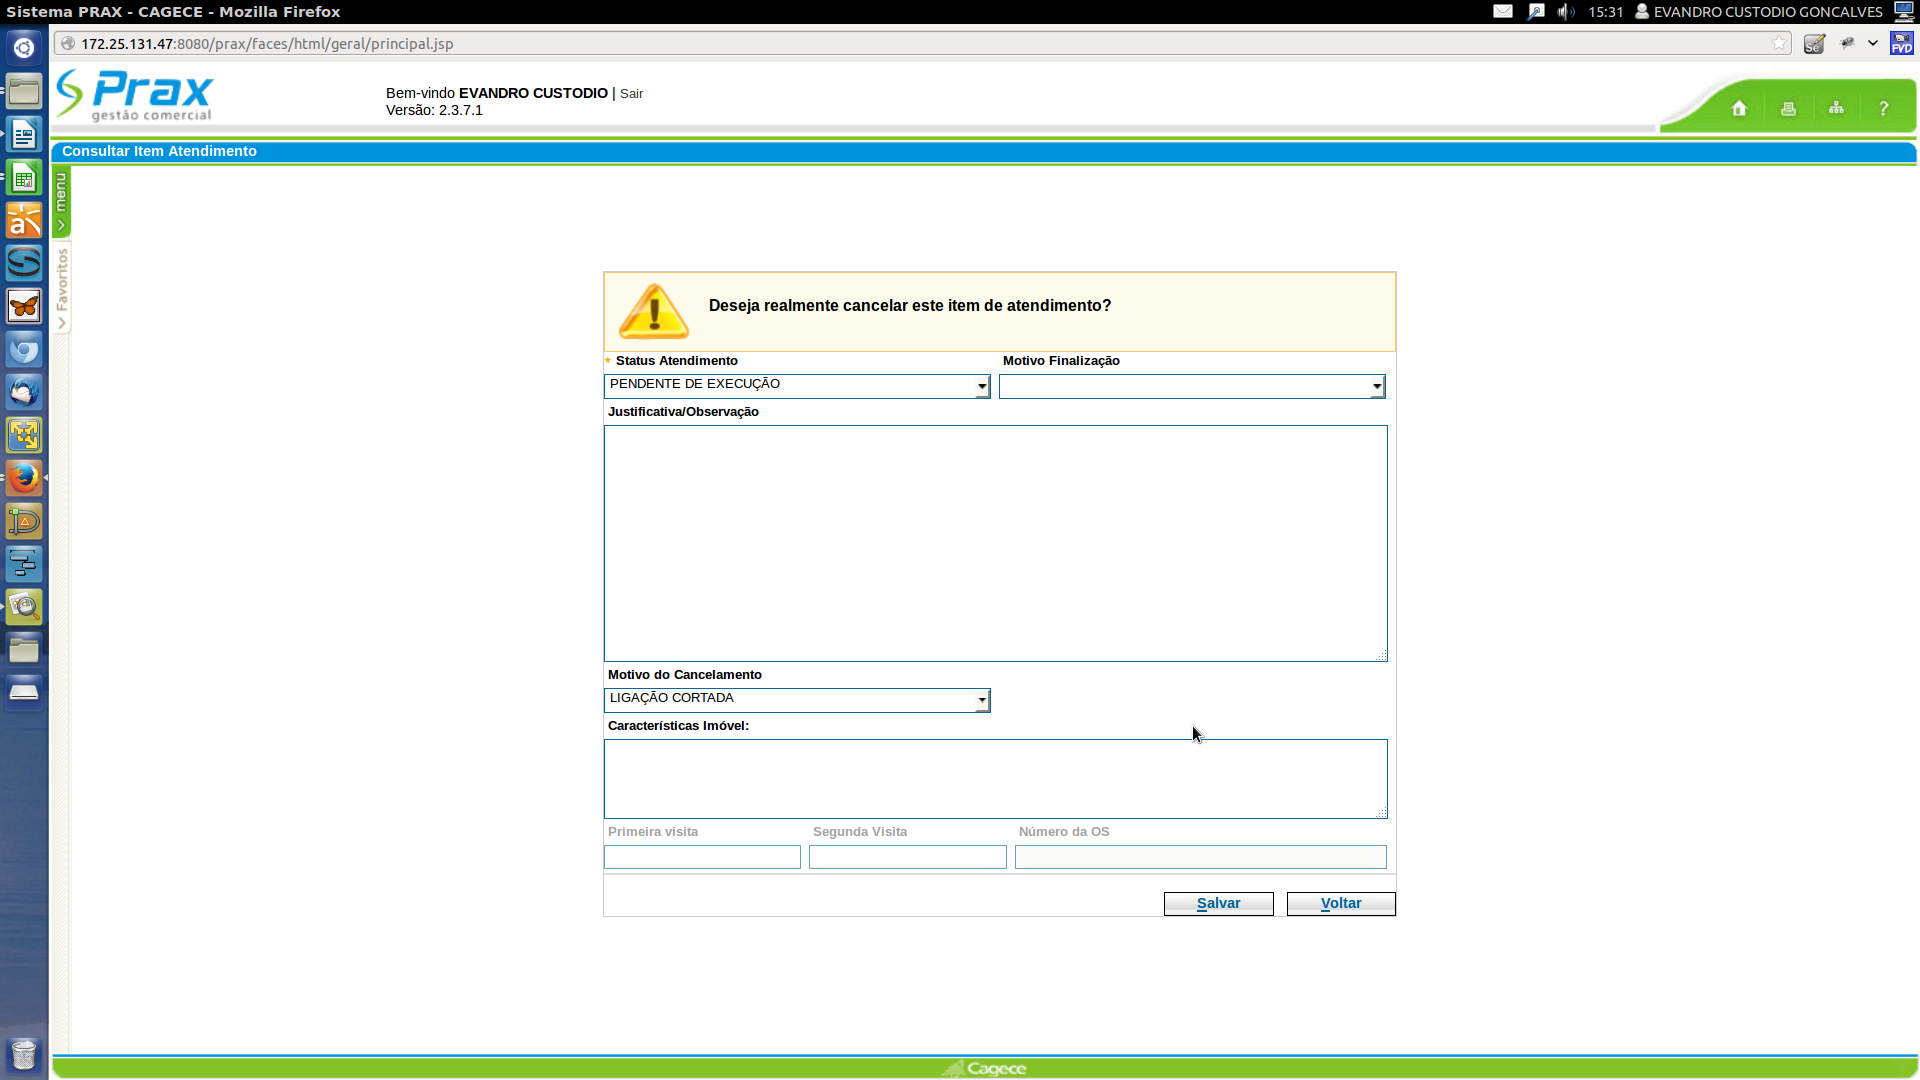 Sistema PRAX - CAGECE - Mozilla Firefox
15:31
EVANDRO CUSTODIO GONCALVES
172.25.131.47:8080/prax/faces/html/geral/principal.jsp
Se
FVD
Prax
gestão comercial
Bem-vindo EVANDRO CUSTODIO | Sair
Versão: 2.3.7.1
?
Consultar Item Atendimento
menu
Favoritos
Deseja realmente cancelar este item de atendimento?
* Status Atendimento
Motivo Finalização
PENDENTE DE EXECUÇÃO
Justificativa/Observação
Motivo do Cancelamento
LIGAÇÃO CORTADA
Características Imóvel:
Primeira visita
Segunda Visita
Número da OS
Salvar
Voltar
Cagece